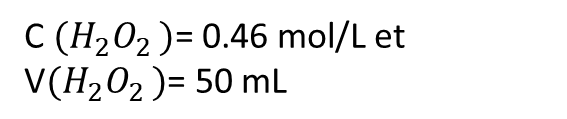 C (H₂O₂ )= 0.46 mol/L et
V(H₂O₂ )= 50 mL